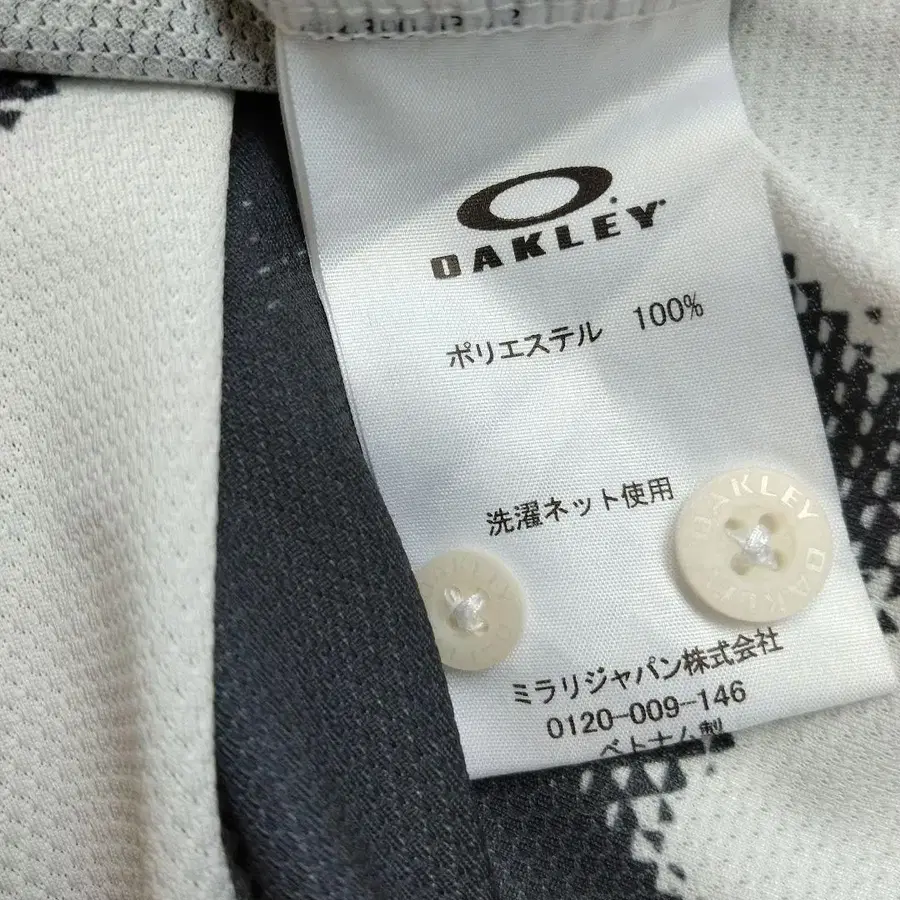 OAKLEY
ポリエステル 100%
洗濯ネット使用
OAKLEY
OAKLEY
ミラリジャパン株式会社
0120-009-146
ベトナム製